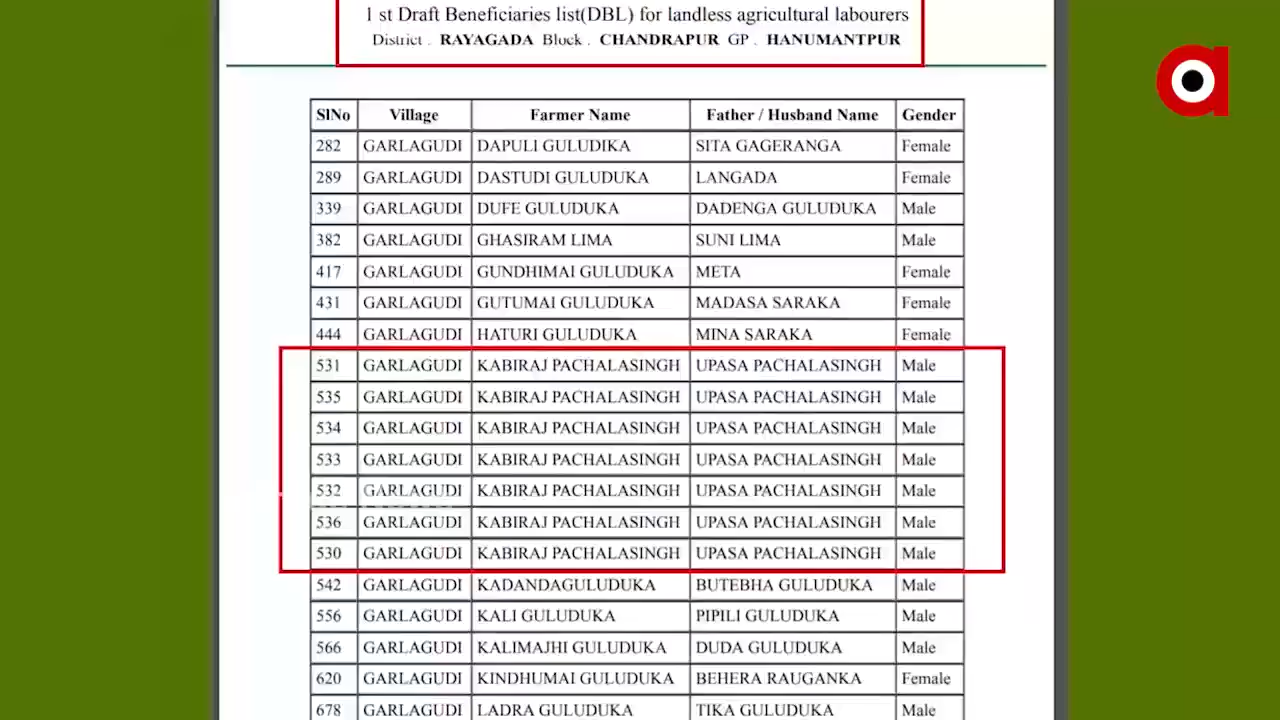 1 st Draft Beneficiaries list(DBL) for landless agricultural labourers
District . RAYAGADA Block . CHANDRAPUR GP . HANUMANTPUR
SlNo Village Farmer Name Father / Husband Name Gender
282 GARLAGUDI DAPULI GULUDIKA SITA GAGERANGA Female
289 GARLAGUDI DASTUDI GULUDUKA LANGADA Female
339 GARLAGUDI DUFE GULUDUKA DADENGA GULUDUKA Male
382 GARLAGUDI GHASIRAM LIMA SUNI LIMA Male
417 GARLAGUDI GUNDHIMAI GULUDUKA META Female
431 GARLAGUDI GUTUMAI GULUDUKA MADASA SARAKA Female
444 GARLAGUDI HATURI GULUDUKA MINA SARAKA Female
531 GARLAGUDI KABIRAJ PACHALASINGH UPASA PACHALASINGH Male
535 GARLAGUDI KABIRAJ PACHALASINGH UPASA PACHALASINGH Male
534 GARLAGUDI KABIRAJ PACHALASINGH UPASA PACHALASINGH Male
533 GARLAGUDI KABIRAJ PACHALASINGH UPASA PACHALASINGH Male
532 GARLAGUDI KABIRAJ PACHALASINGH UPASA PACHALASINGH Male
536 GARLAGUDI KABIRAJ PACHALASINGH UPASA PACHALASINGH Male
530 GARLAGUDI KABIRAJ PACHALASINGH UPASA PACHALASINGH Male
542 GARLAGUDI KADANDAGULUDUKA BUTEBHA GULUDUKA Male
556 GARLAGUDI KALI GULUDUKA PIPILI GULUDUKA Male
566 GARLAGUDI KALIMAJHI GULUDUKA DUDA GULUDUKA Male
620 GARLAGUDI KINDHUMAI GULUDUKA BEHERA RAUGANKA Female
678 GARLAGUDI LADRA GULUDUKA TIKA GULUDUKA Male